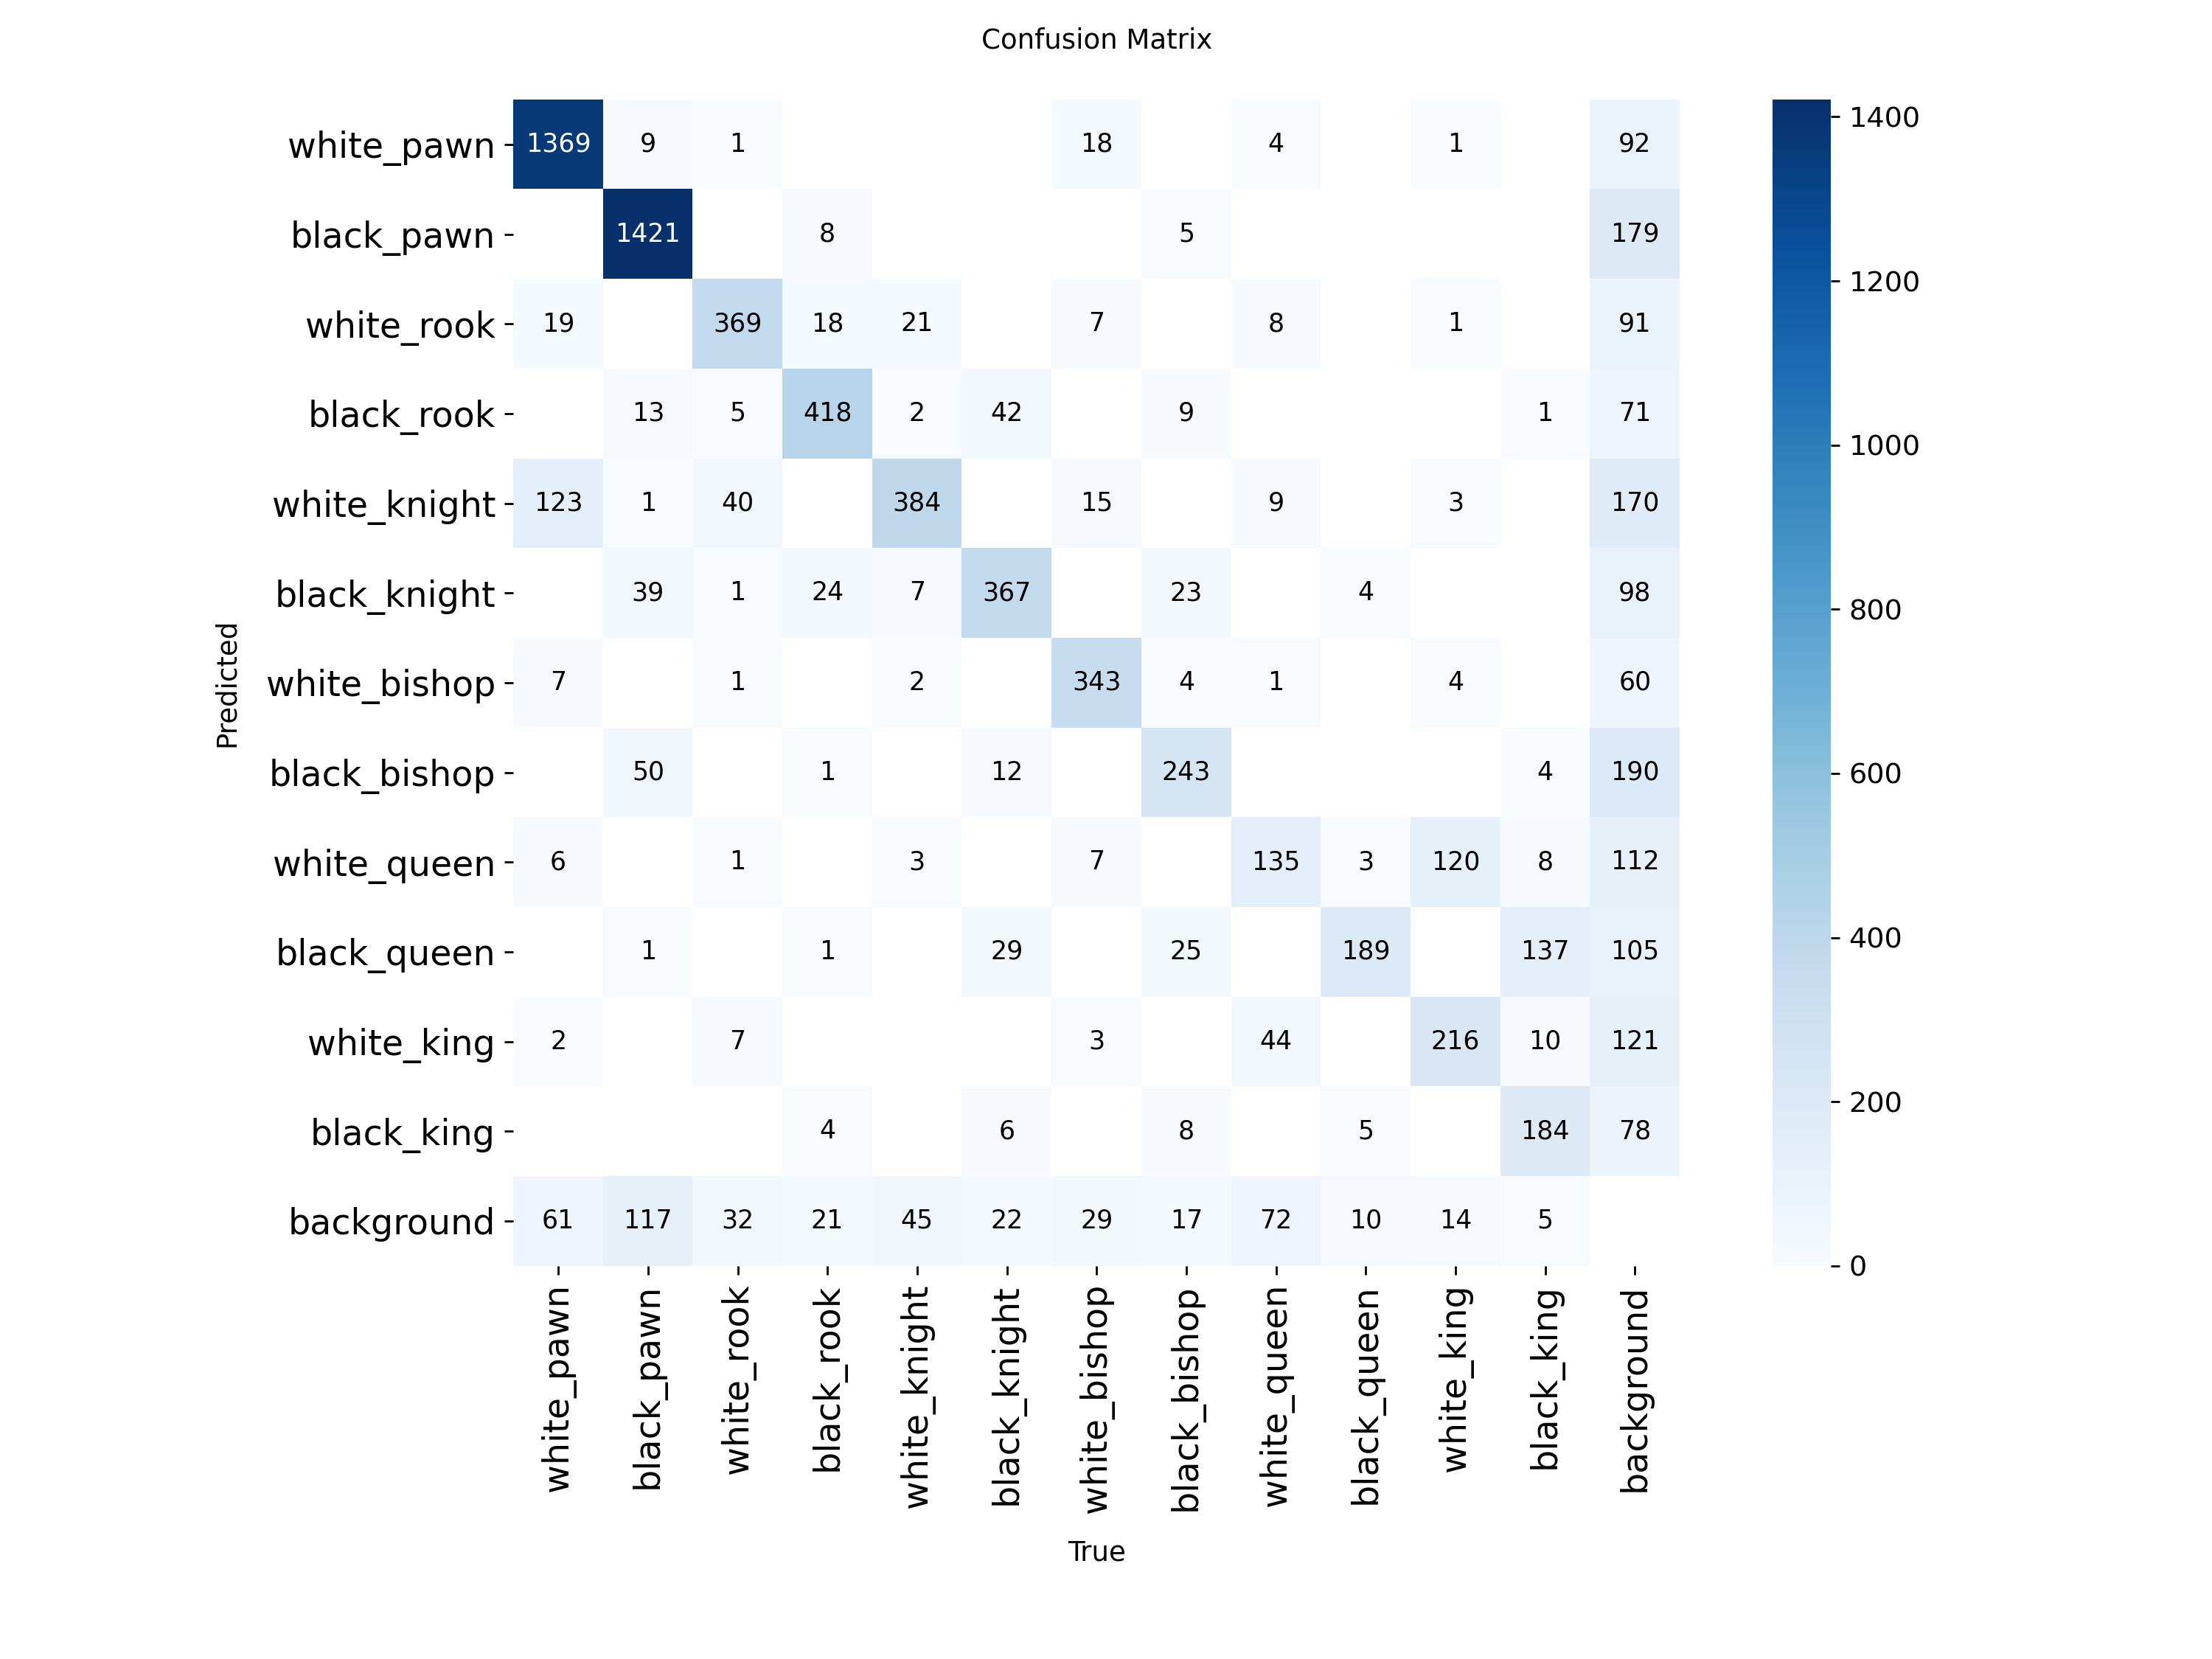 Confusion Matrix
white_pawn 1369 9 1 18 4 1 92
black_pawn 1421 8 5 179
white_rook 19 369 18 21 7 8 1 91
black_rook 13 5 418 2 42 9 1 71
white_knight 123 1 40 384 15 9 3 170
black_knight 39 1 24 7 367 23 4 98
white_bishop 7 1 2 343 4 1 4 60
black_bishop 50 1 12 243 4 190
white_queen 6 1 3 7 135 3 120 8 112
black_queen 1 1 29 25 189 137 105
white_king 2 7 3 44 216 10 121
black_king 4 6 8 5 184 78
background 61 117 32 21 45 22 29 17 72 10 14 5
Predicted
white_pawn
black_pawn
white_rook
black_rook
white_knight
black_knight
white_bishop
black_bishop
white_queen
black_queen
white_king
black_king
background
True
1400
1200
1000
800
600
400
200
0